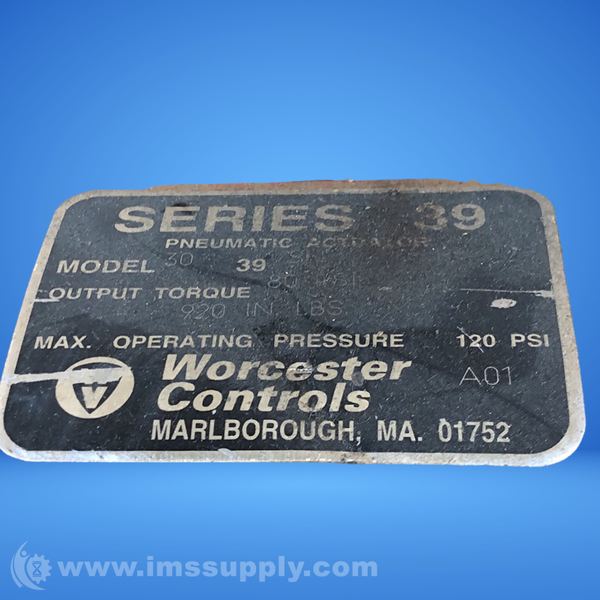 SERIES 39
PNEUMATIC ACTUATOR
MODEL 30 39
OUTPUT TORQUE 80
920 IN LBS
MAX. OPERATING PRESSURE 120 PSI
Worcester
Controls
A01
MARLBOROUGH, MA. 01752
www.imssupply.com